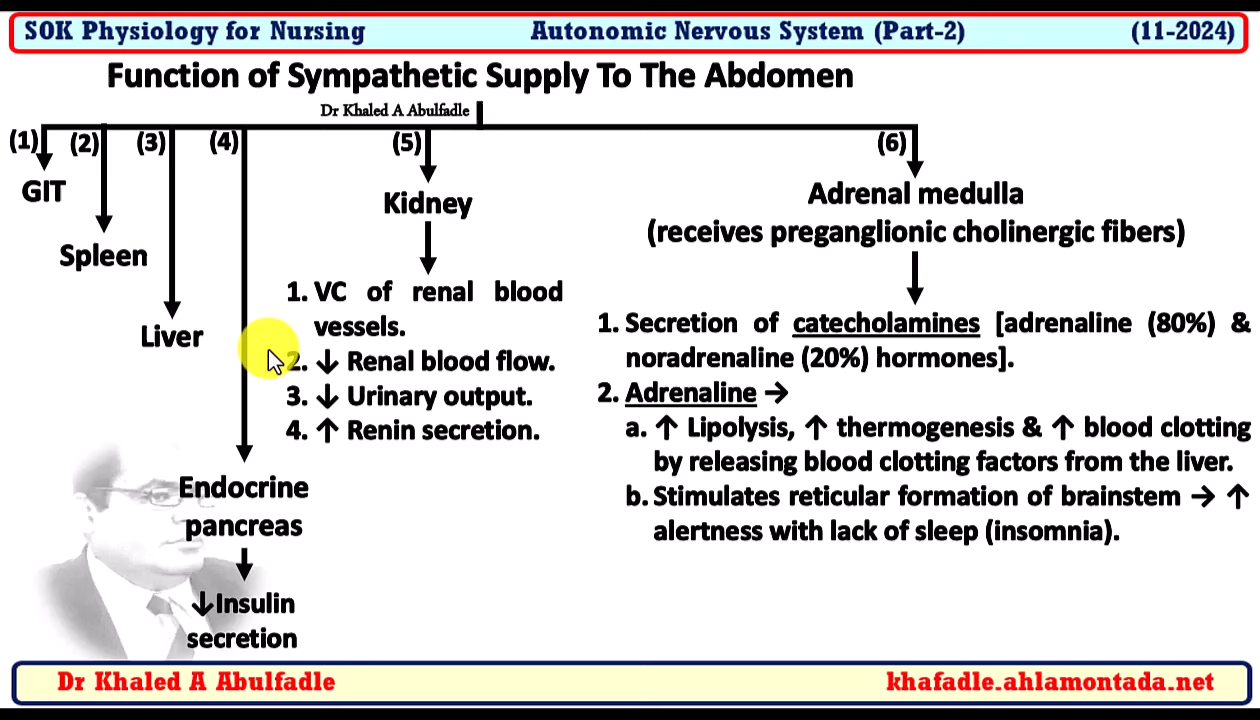 SOK Physiology for Nursing Autonomic Nervous System (Part-2) (11-2024)
Function of Sympathetic Supply To The Abdomen
Dr Khaled A Abulfadle
(1) (2) (3) (4) (5) (6)
GIT
Spleen
Liver
Endocrine
pancreas
↓Insulin
secretion
Kidney
1. VC of renal blood
vessels.
2. ↓ Renal blood flow.
3. ↓ Urinary output.
4. ↑ Renin secretion.
Adrenal medulla
(receives preganglionic cholinergic fibers)
1. Secretion of catecholamines [adrenaline (80%) &
noradrenaline (20%) hormones].
2. Adrenaline →
a. ↑ Lipolysis, ↑ thermogenesis & ↑ blood clotting
by releasing blood clotting factors from the liver.
b. Stimulates reticular formation of brainstem → ↑
alertness with lack of sleep (insomnia).
Dr Khaled A Abulfadle khafadle.ahlamontada.net